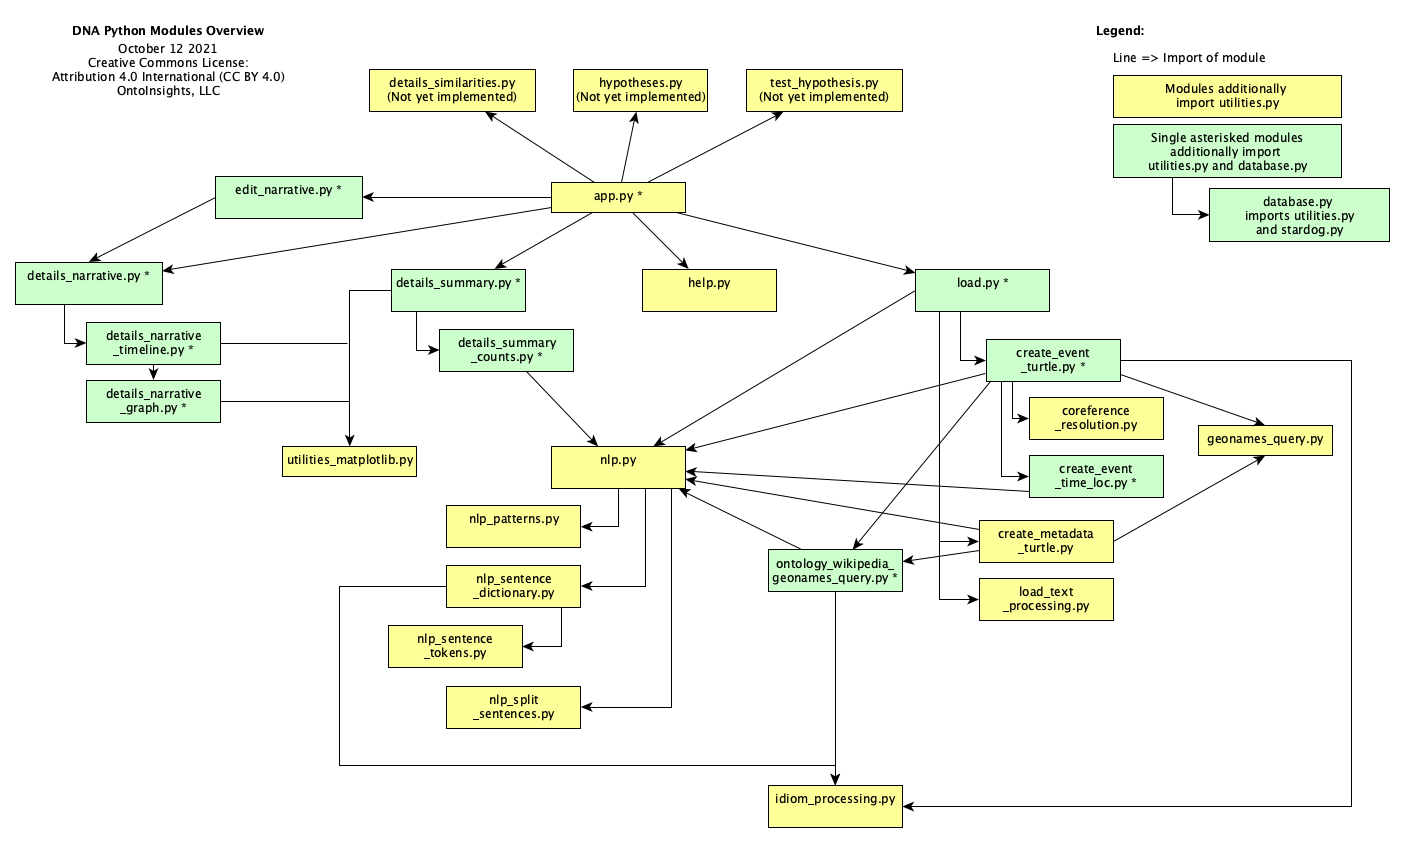 DNA Python Modules Overview
October 12 2021
Creative Commons License:
Attribution 4.0 International (CC BY 4.0)
OntoInsights, LLC
Legend:
Line => Import of module
Modules additionally
import utilities.py
Single asterisked modules
additionally import
utilities.py and database.py
database.py
imports utilities.py
and stardog.py
details_similarities.py
(Not yet implemented)
hypotheses.py
(Not yet implemented)
test_hypothesis.py
(Not yet implemented)
edit_narrative.py *
app.py *
details_narrative.py *
details_summary.py *
help.py
load.py *
details_narrative
_timeline.py *
details_summary
_counts.py *
create_event
_turtle.py *
details_narrative
_graph.py *
coreference
_resolution.py
geonames_query.py
utilities_matplotlib.py
nlp.py
create_event
_time_loc.py *
nlp_patterns.py
create_metadata
_turtle.py
ontology_wikipedia_
geonames_query.py *
nlp_sentence
_dictionary.py
load_text
_processing.py
nlp_sentence
_tokens.py
nlp_split
_sentences.py
idiom_processing.py